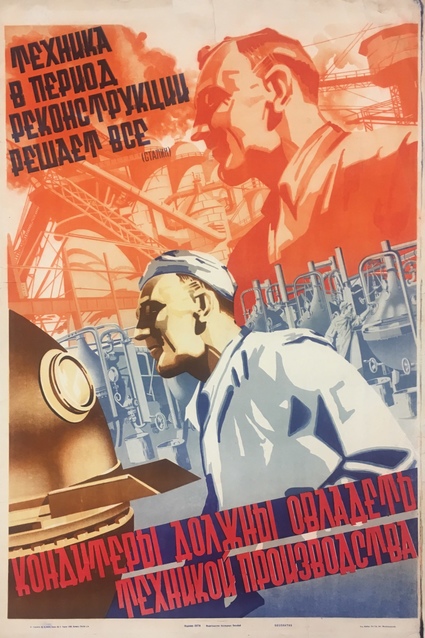 ТЕХНИКА
В ПЕРИОД
РЕКОНСТРУКЦИИ
РЕШАЕТ ВСЕ
(СТАЛИН)
КОНДИТЕРЫ ДОЛЖНЫ ОВЛАДЕТЬ
ТЕХНИКОЙ ПРОИЗВОДСТВА